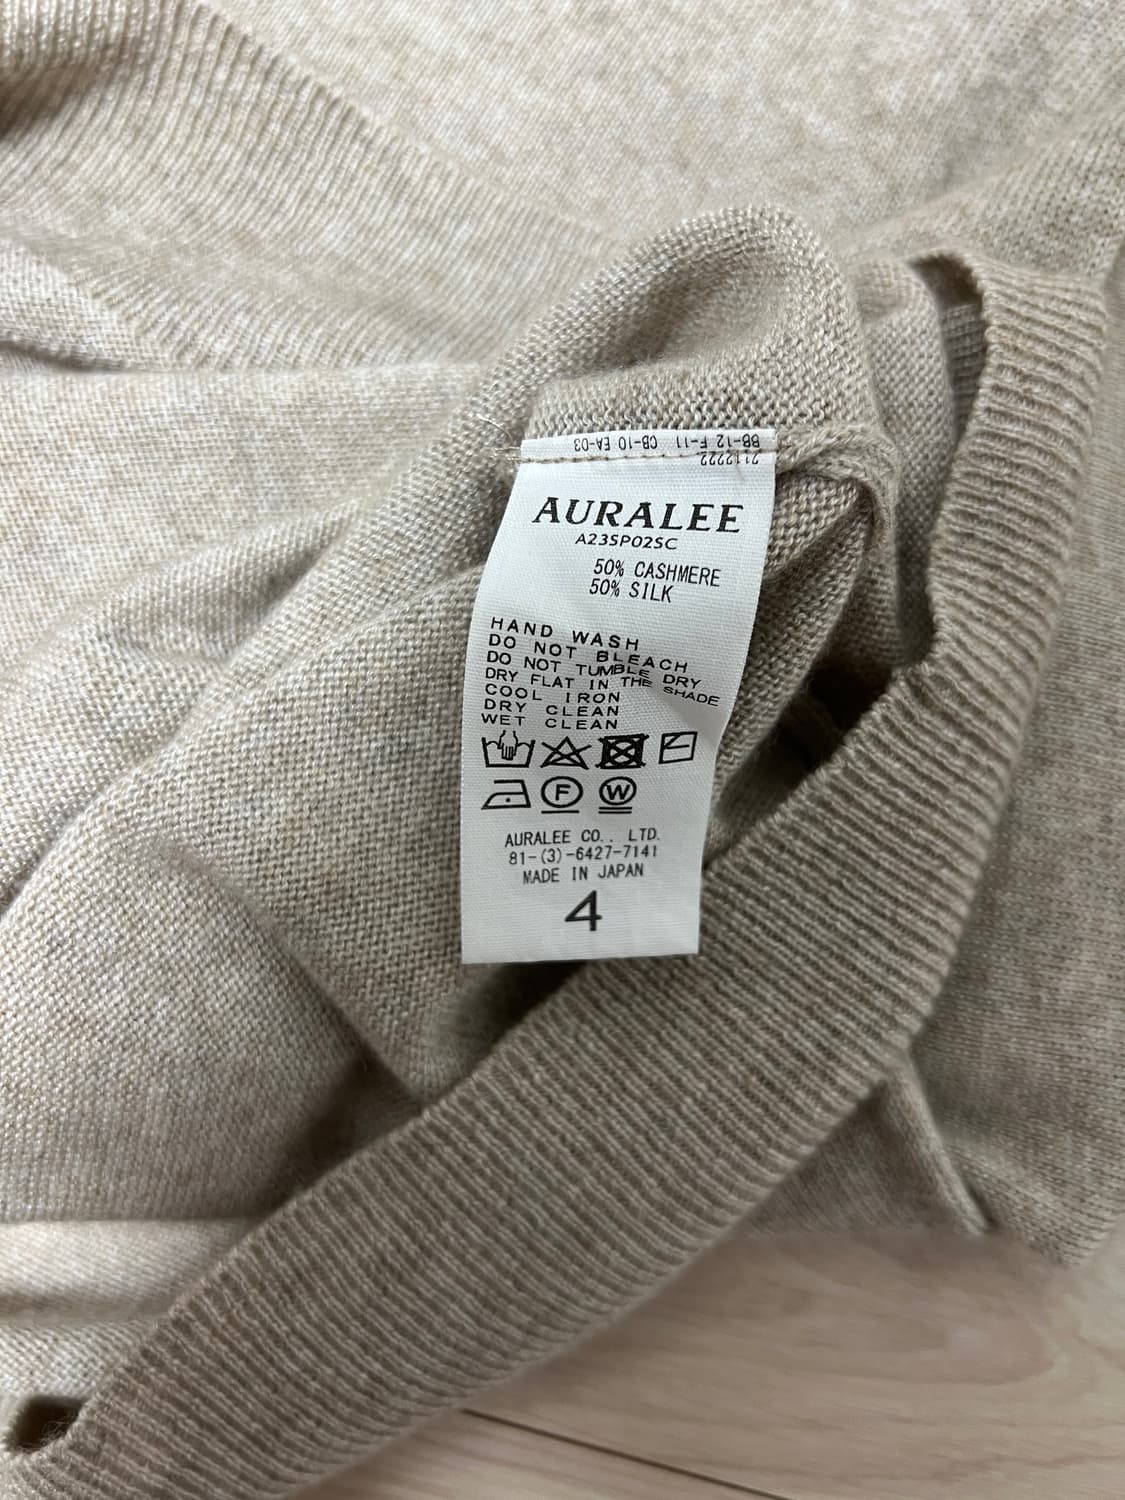 BB-12 F-11 CB-10 EA-03
2112222
AURALEE
A23SP02SC
50% CASHMERE
50% SILK
HAND WASH
DO NOT BLEACH
DO NOT TUMBLE DRY
DRY FLAT IN THE SHADE
COOL IRON
DRY CLEAN
WET CLEAN
F W
AURALEE CO., LTD.
81-(3)-6427-7141
MADE IN JAPAN
4